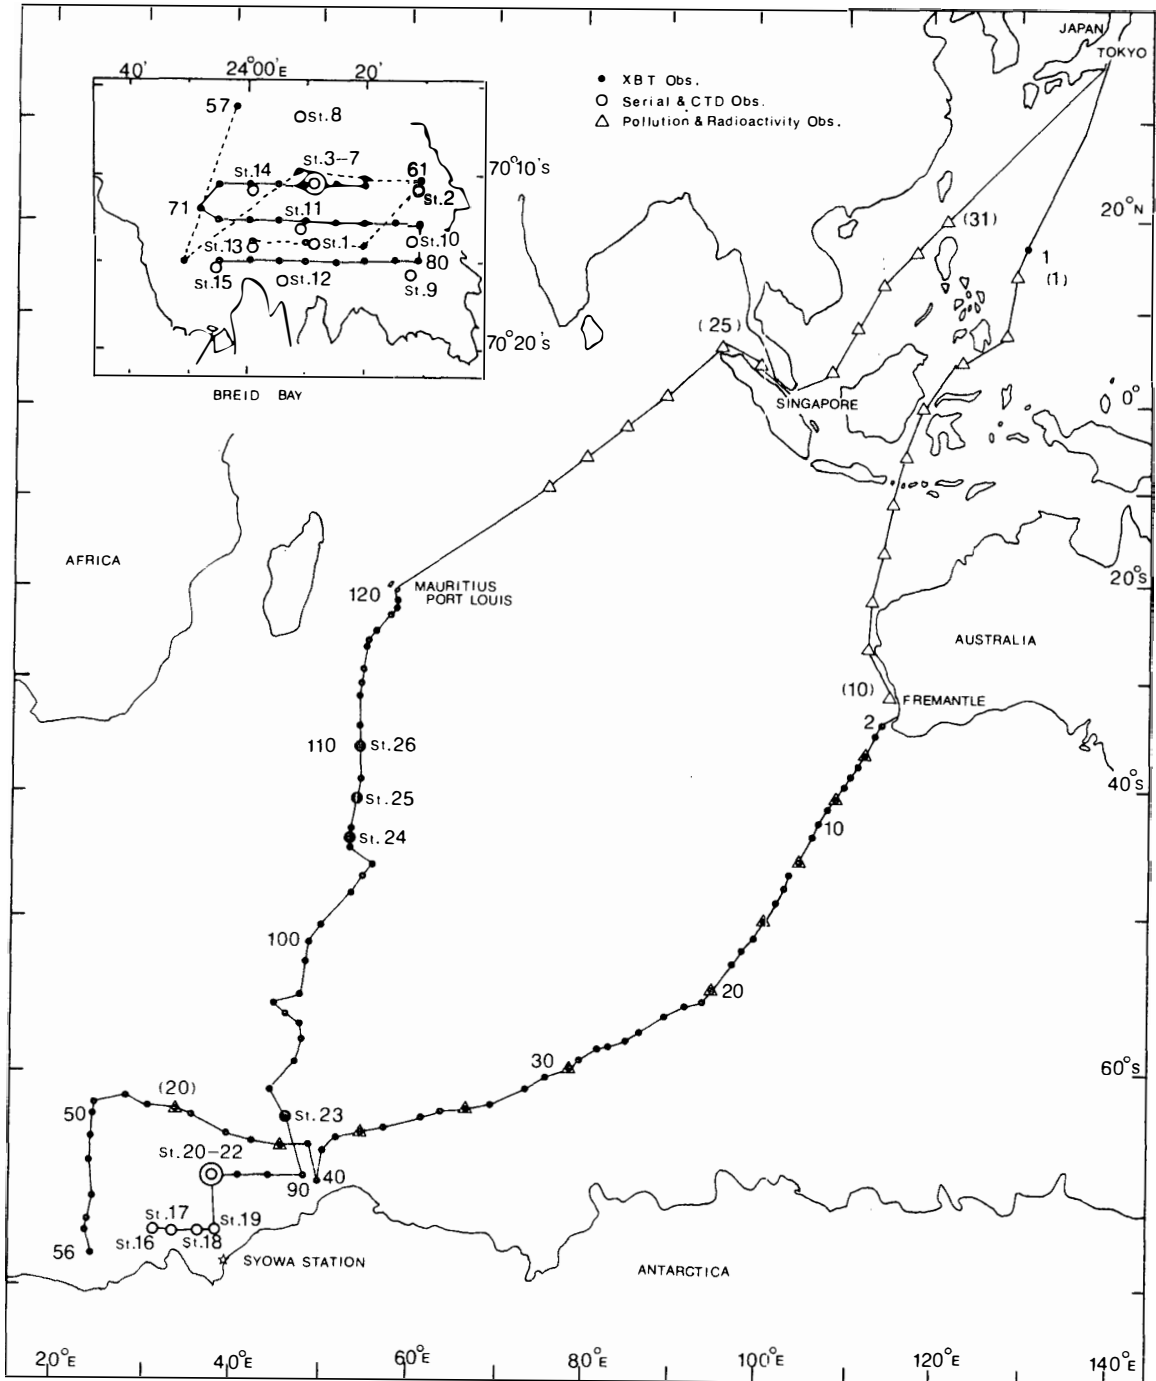 JAPAN
TOKYO
● XBT Obs.
○ Serial & CTD Obs.
△ Pollution & Radioactivity Obs.
40' 24°00'E 20'
57
St.8
St.14 St.3-7 61
70°10'S
St.2
71 St.11
St.13 St.1 St.10
80
St.15 St.12 St.9
70°20'S
BREID BAY
20°N
(31)
1
(1)
(25)
SINGAPORE
0°
AFRICA
120 MAURITIUS
PORT LOUIS
20°S
AUSTRALIA
(10) FREMANTLE
2
110 St.26
40°S
St.25
10
St.24
100
20
30
60°S
(20)
50 St.23
St.20-22
90 40
St.17 St.19
St.16 St.18
56 SYOWA STATION
ANTARCTICA
20°E 40°E 60°E 80°E 100°E 120°E 140°E